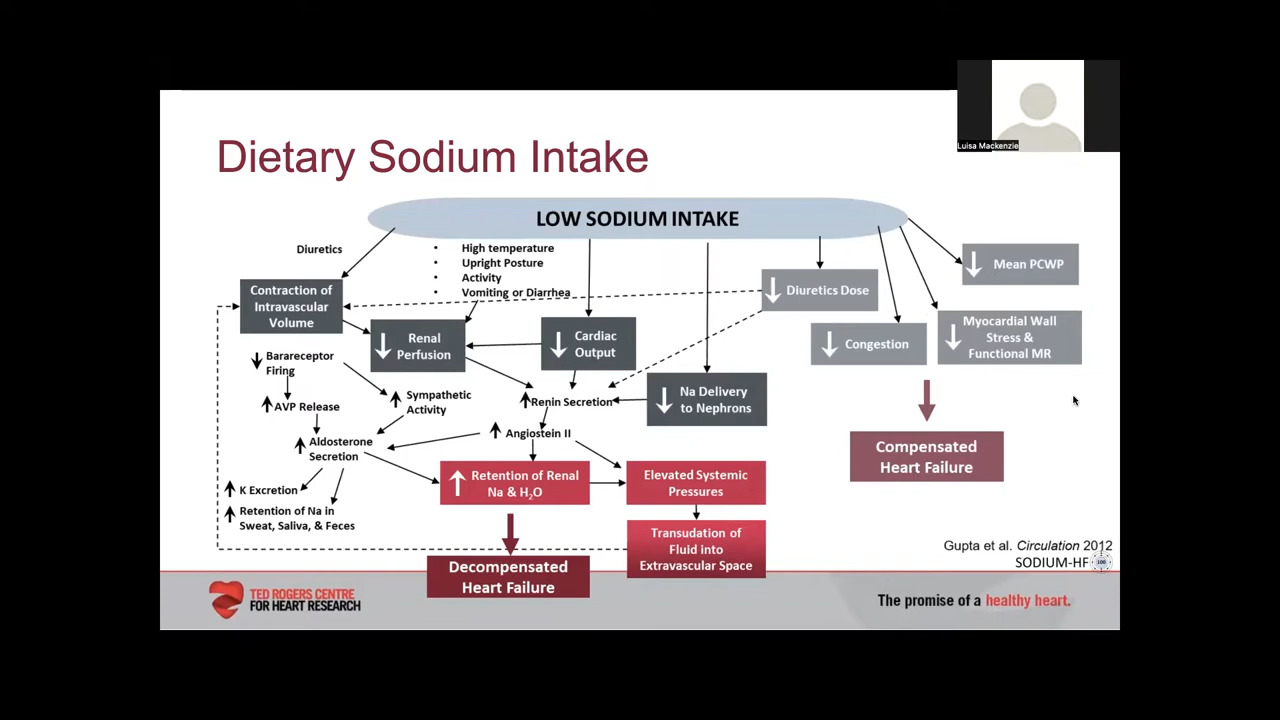 Luisa Mackenzie
Dietary Sodium Intake
LOW SODIUM INTAKE
Diuretics
• High temperature
• Upright Posture
• Activity
• Vomiting or Diarrhea
Contraction of
Intravascular
Volume
Renal
Perfusion
Cardiac
Output
Diuretics Dose
Mean PCWP
Congestion
Myocardial Wall
Stress &
Functional MR
Barareceptor
Firing
AVP Release
Sympathetic
Activity
Renin Secretion
Na Delivery
to Nephrons
Angiostein II
Aldosterone
Secretion
K Excretion
Retention of Na in
Sweat, Saliva, & Feces
Retention of Renal
Na & H₂O
Elevated Systemic
Pressures
Transudation of
Fluid into
Extravascular Space
Decompensated
Heart Failure
Compensated
Heart Failure
Gupta et al. Circulation 2012
SODIUM-HF
100
TED ROGERS CENTRE
FOR HEART RESEARCH
The promise of a healthy heart.